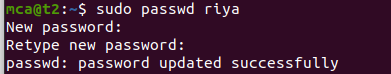 mca@t2:~$ sudo passwd riya
New password:
Retype new password:
passwd: password updated successfully